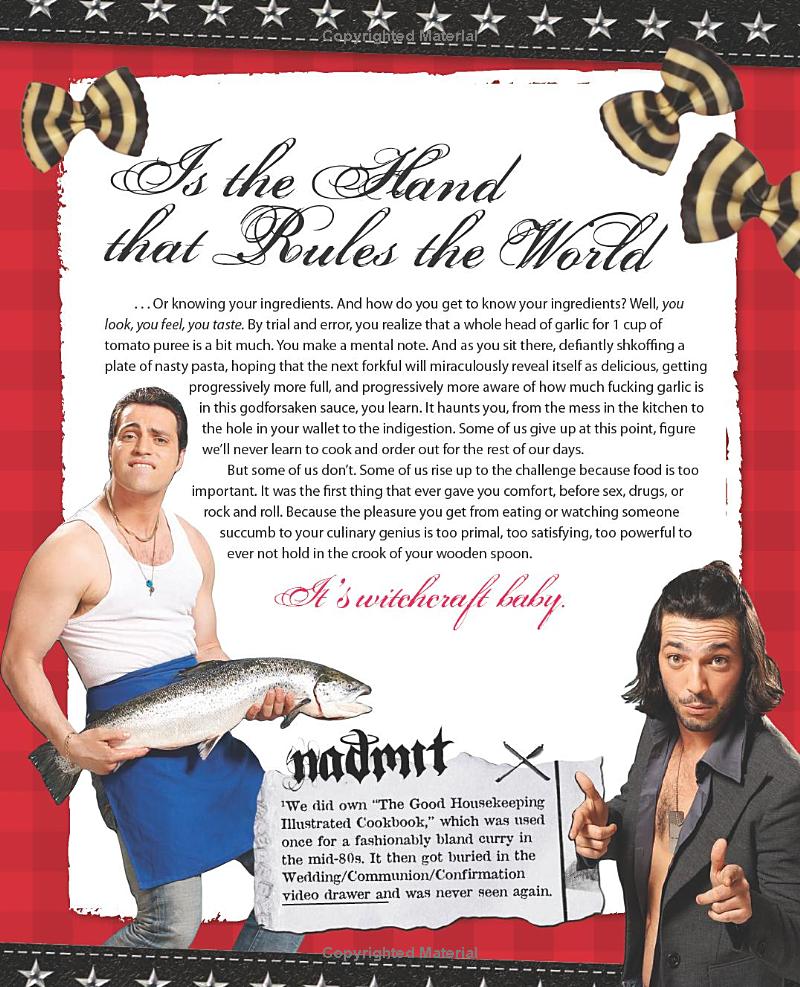 Copyrighted Material
Is the Hand
that Rules the World
...Or knowing your ingredients. And how do you get to know your ingredients? Well, you
look, you feel, you taste. By trial and error, you realize that a whole head of garlic for 1 cup of
tomato puree is a bit much. You make a mental note. And as you sit there, defiantly shkoffing a
plate of nasty pasta, hoping that the next forkful will miraculously reveal itself as delicious, getting
progressively more full, and progressively more aware of how much fucking garlic is
in this godforsaken sauce, you learn. It haunts you, from the mess in the kitchen to
the hole in your wallet to the indigestion. Some of us give up at this point, figure
we'll never learn to cook and order out for the rest of our days.
But some of us don't. Some of us rise up to the challenge because food is too
important. It was the first thing that ever gave you comfort, before sex, drugs, or
rock and roll. Because the pleasure you get from eating or watching someone
succumb to your culinary genius is too primal, too satisfying, too powerful to
ever not hold in the crook of your wooden spoon.
It's witchcraft baby.
nadmit
¹We did own "The Good Housekeeping
Illustrated Cookbook," which was used
once for a fashionably bland curry in
the mid-80s. It then got buried in the
Wedding/Communion/Confirmation
video drawer and was never seen again.
Copyrighted Material